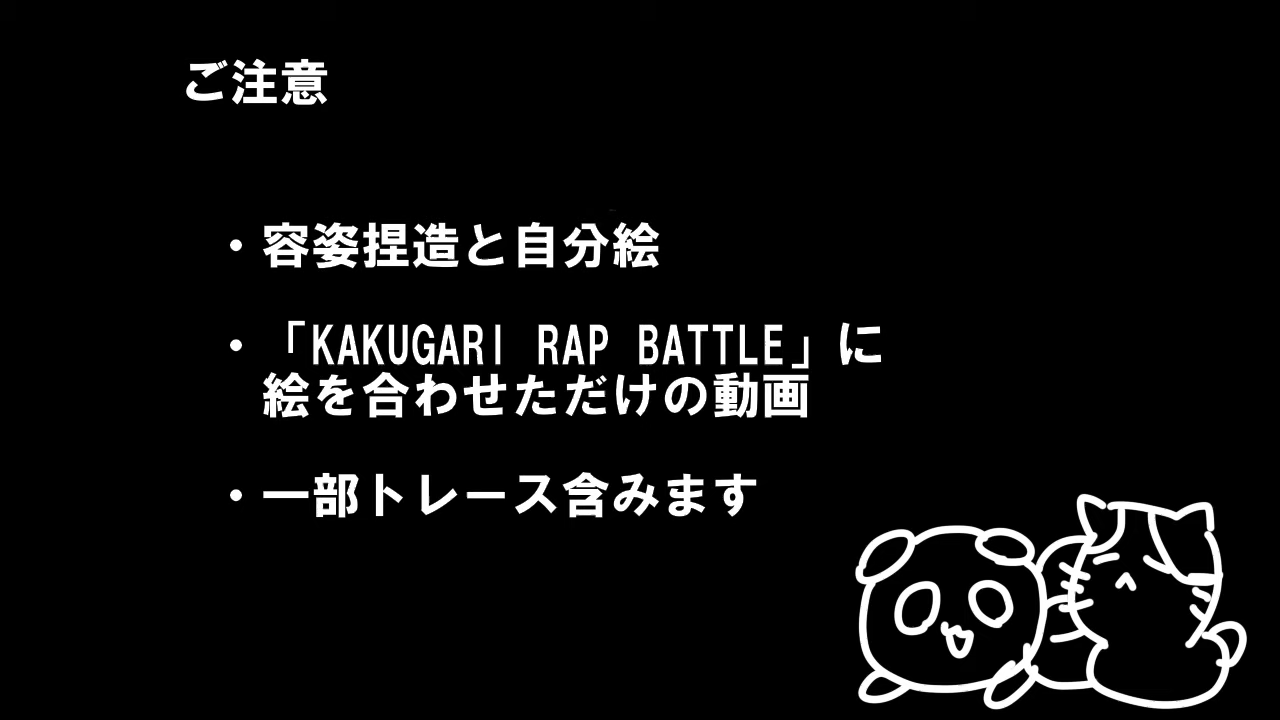 ご注意
・容姿捏造と自分絵
・「KAKUGARI RAP BATTLE」に
絵を合わせただけの動画
・一部トレース含みます